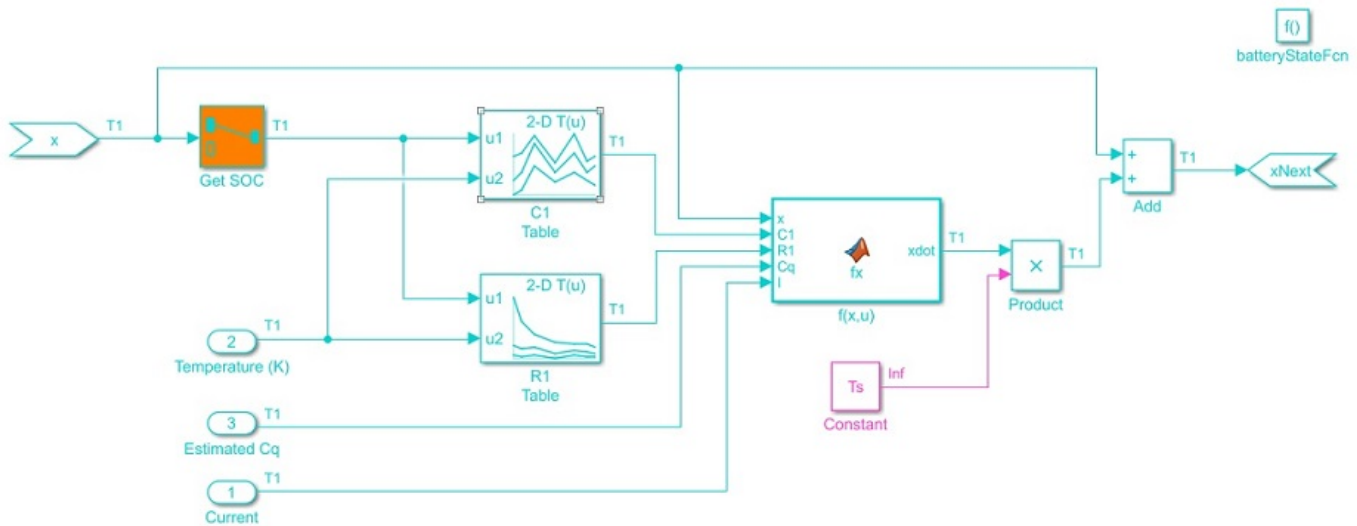 f()
batteryStateFcn
x
T1
T1
Get SOC
2-D T(u)
u1
u2
T1
C1
Table
2-D T(u)
u1
u2
T1
R1
Table
2
T1
Temperature (K)
3
T1
Estimated Cq
1
T1
Current
x
C1
R1
Cq
I
fx
xdot
T1
f(x,u)
Ts
Inf
Constant
×
T1
Product
+
+
T1
Add
xNext